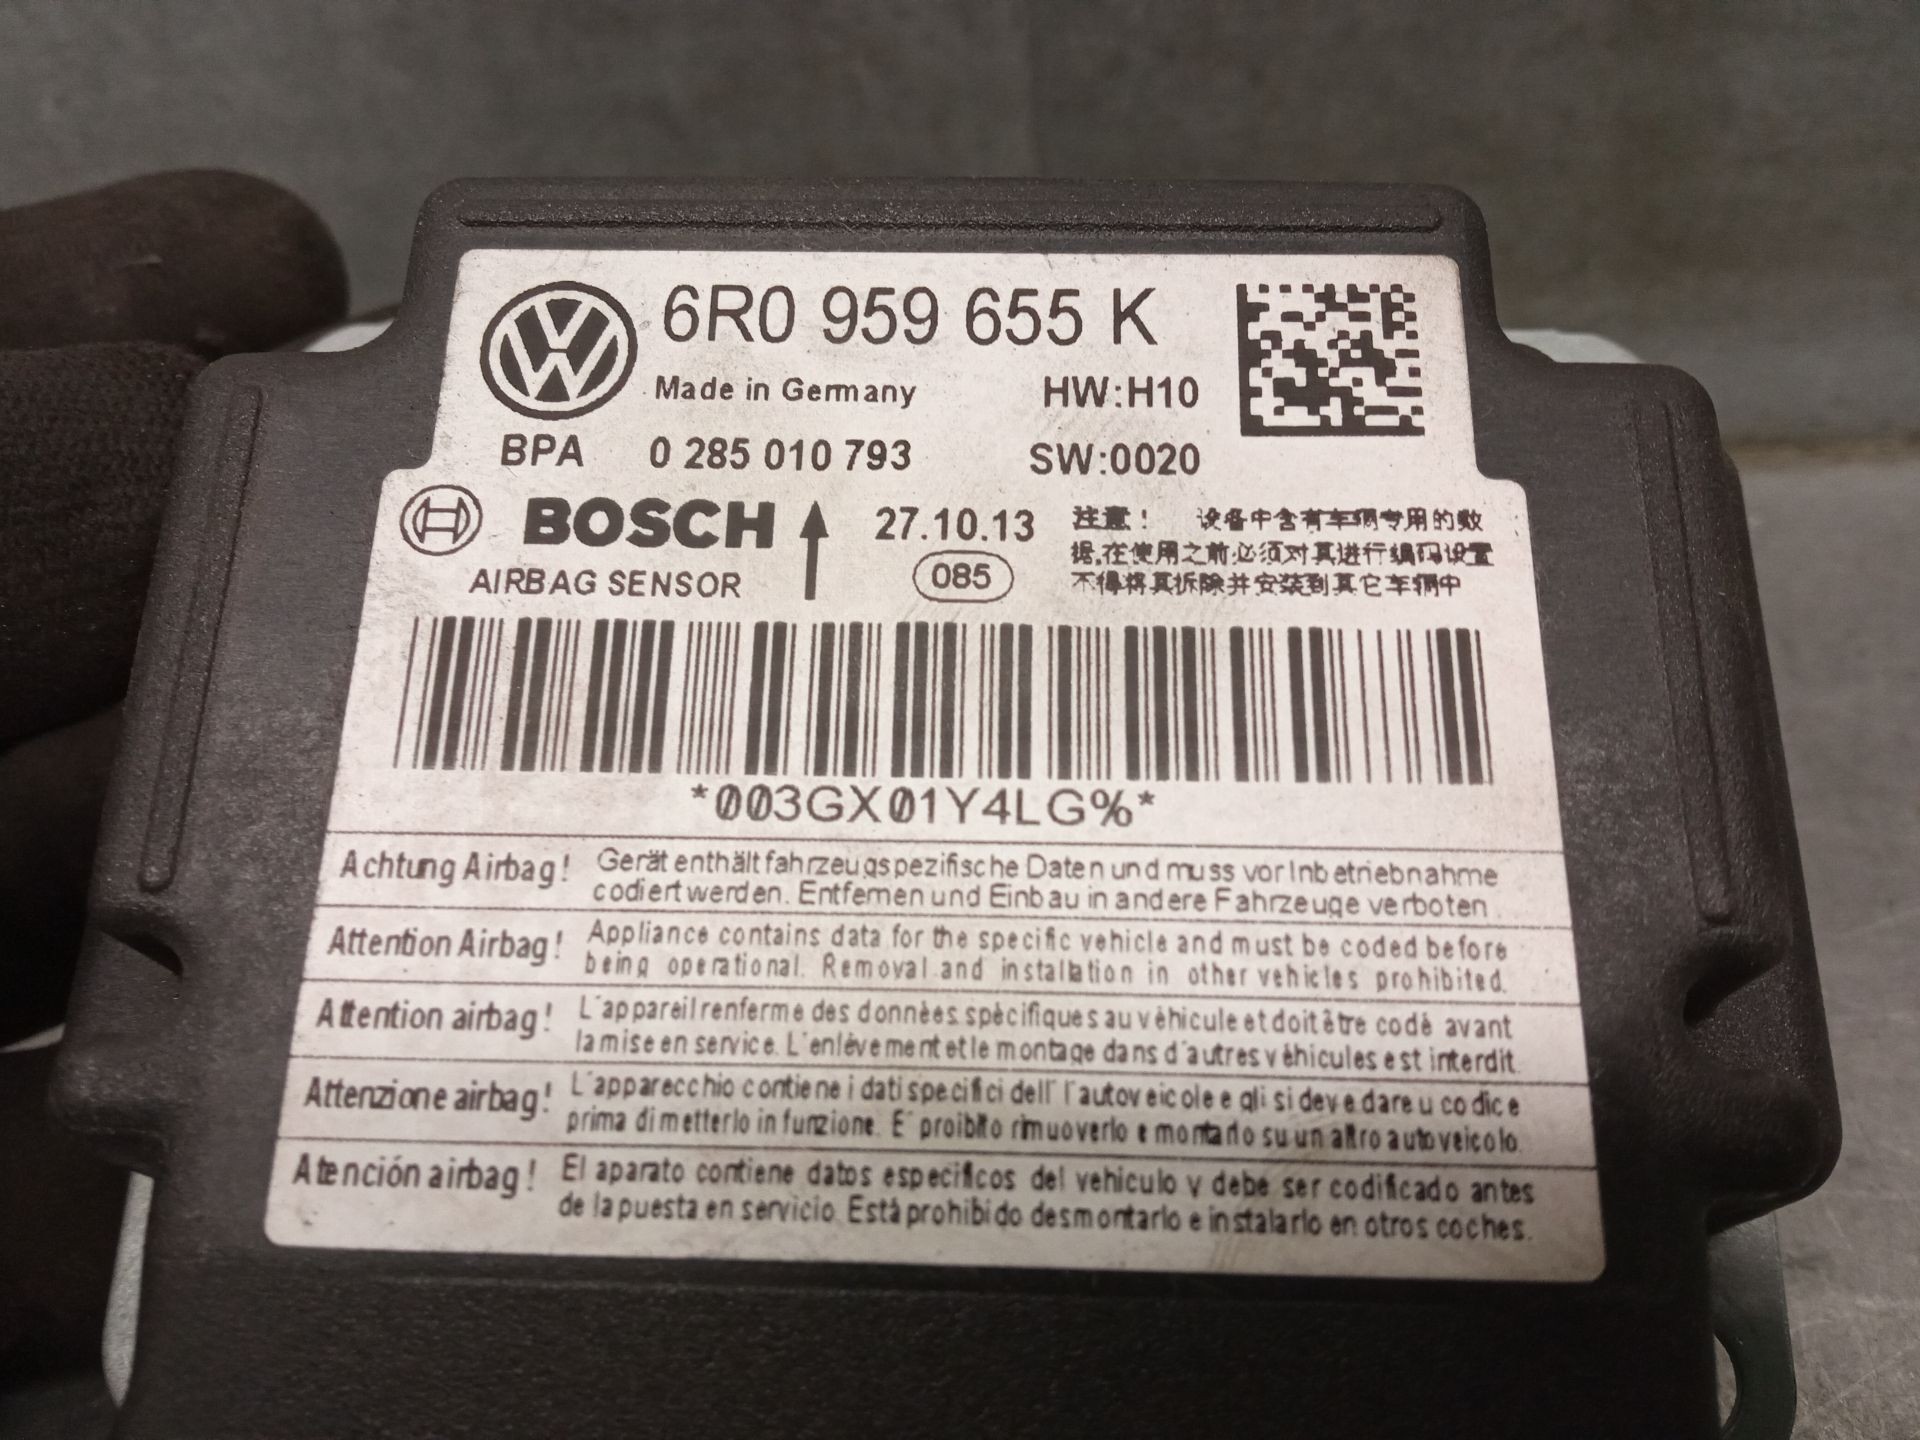 6R0 959 655 K
Made in Germany HW:H10
BPA 0 285 010 793 SW:0020
BOSCH 27.10.13
AIRBAG SENSOR 085
注意! 设备中含有车辆专用的数
据,在使用之前必须对其进行编码设置
不得将其拆除并安装到其它车辆中
*003GX01Y4LG%*
Achtung Airbag! Gerät enthält fahrzeugspezifische Daten und muss vor Inbetriebnahme
codiert werden. Entfernen und Einbau in andere Fahrzeuge verboten.
Attention Airbag! Appliance contains data for the specific vehicle and must be coded before
being operational. Removal and installation in other vehicles prohibited.
Attention airbag! L'appareil renferme des donnès spècifiques au vèhicule et doit être codè avant
la mise en service. L'enlèvement et le montage dans d'autres vèhicules est interdit.
Attenzione airbag! L'apparecchio contiene i dati specifici dell' l'autoveicolo e gli si deve dare u codice
prima di metterlo in funzione. E' proibito rimuoverlo e montarlo su un altro autoveicolo.
Atención airbag! El aparato contiene datos especificos del vehiculo y debe ser codificado antes
de la puesta en servicio. Está prohibido desmontarlo e instalarlo en otros coches.